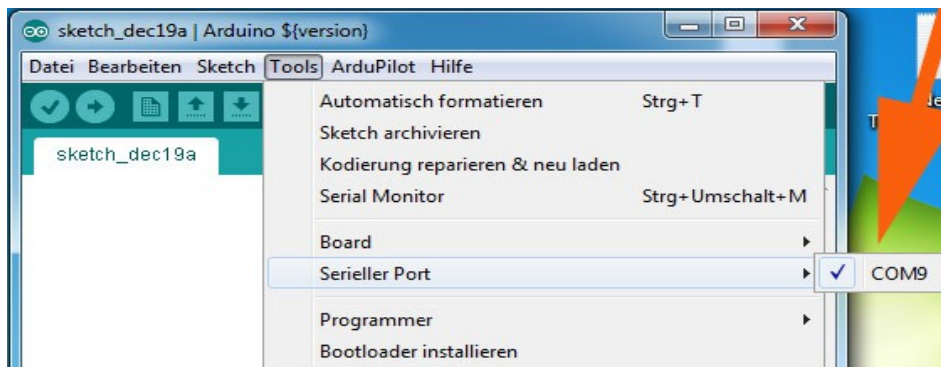 sketch_dec19a | Arduino ${version}
Datei Bearbeiten Sketch Tools ArduPilot Hilfe
sketch_dec19a
Automatisch formatieren Strg+T
Sketch archivieren
Kodierung reparieren & neu laden
Serial Monitor Strg+Umschalt+M
Board
Serieller Port
COM9
Programmer
Bootloader installieren